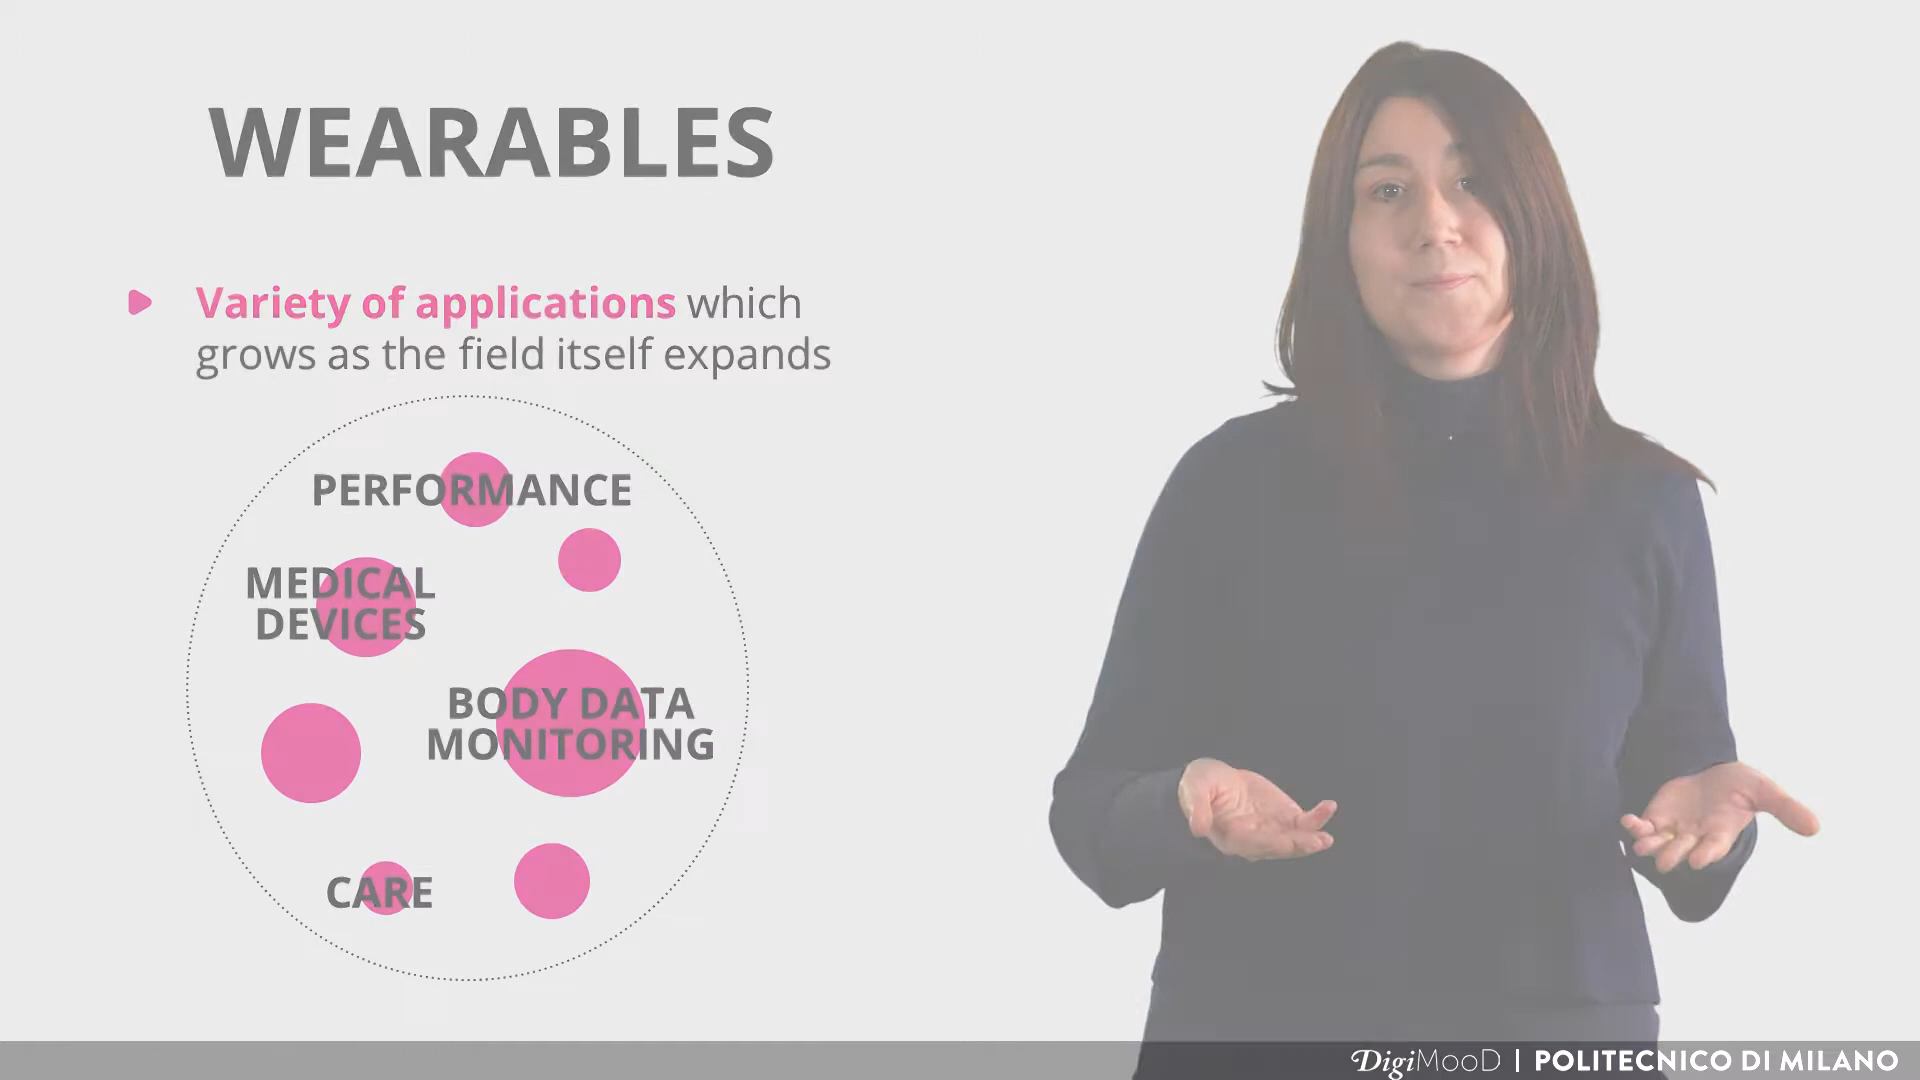 WEARABLES
Variety of applications which
grows as the field itself expands
PERFORMANCE
MEDICAL
DEVICES
BODY DATA
MONITORING
CARE
DigiMooD | POLITECNICO DI MILANO